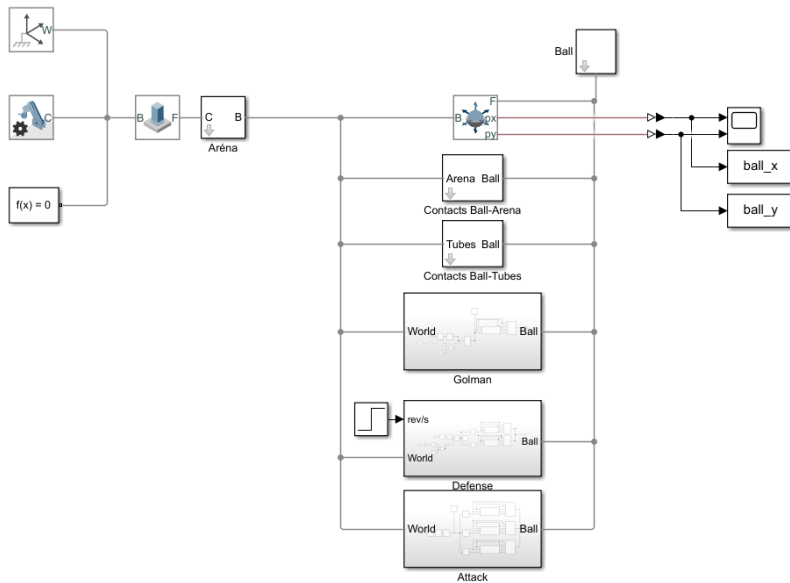 W
C
f(x) = 0
B F
C B
Aréna
Ball
B
F
px
py
ball_x
ball_y
Arena Ball
Contacts Ball-Arena
Tubes Ball
Contacts Ball-Tubes
World Ball
Golman
rev/s
World
Ball
Defense
World Ball
Attack